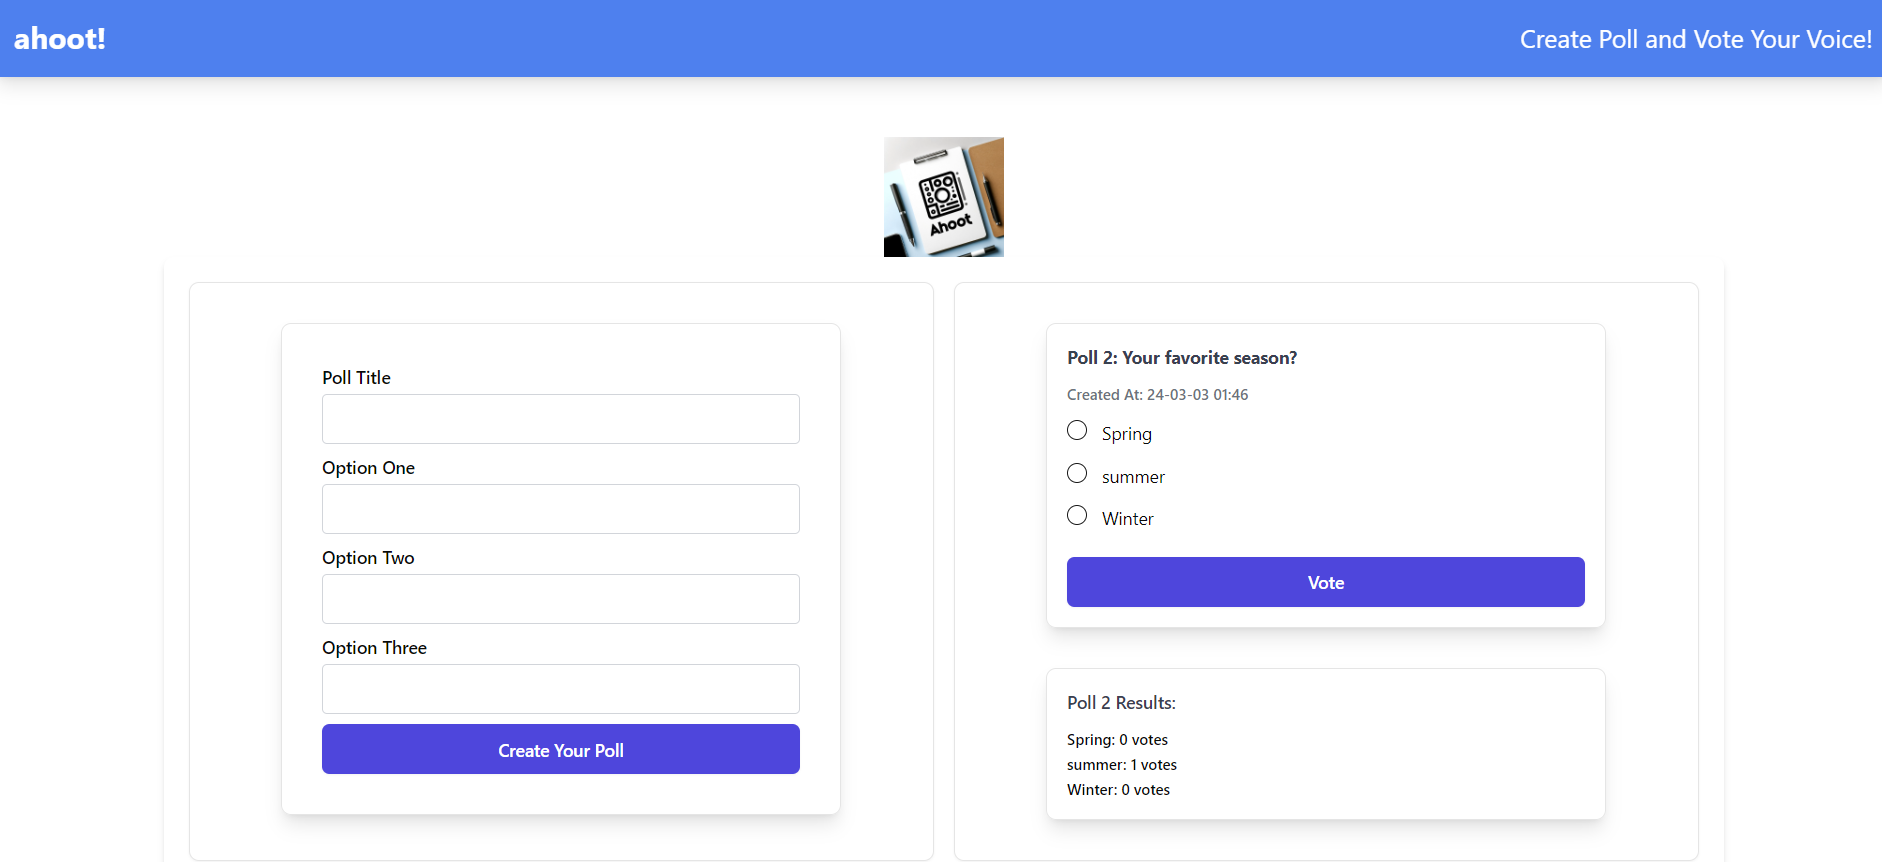 ahoot!
Create Poll and Vote Your Voice!
Ahoot
Poll Title
Option One
Option Two
Option Three
Create Your Poll
Poll 2: Your favorite season?
Created At: 24-03-03 01:46
Spring
summer
Winter
Vote
Poll 2 Results:
Spring: 0 votes
summer: 1 votes
Winter: 0 votes